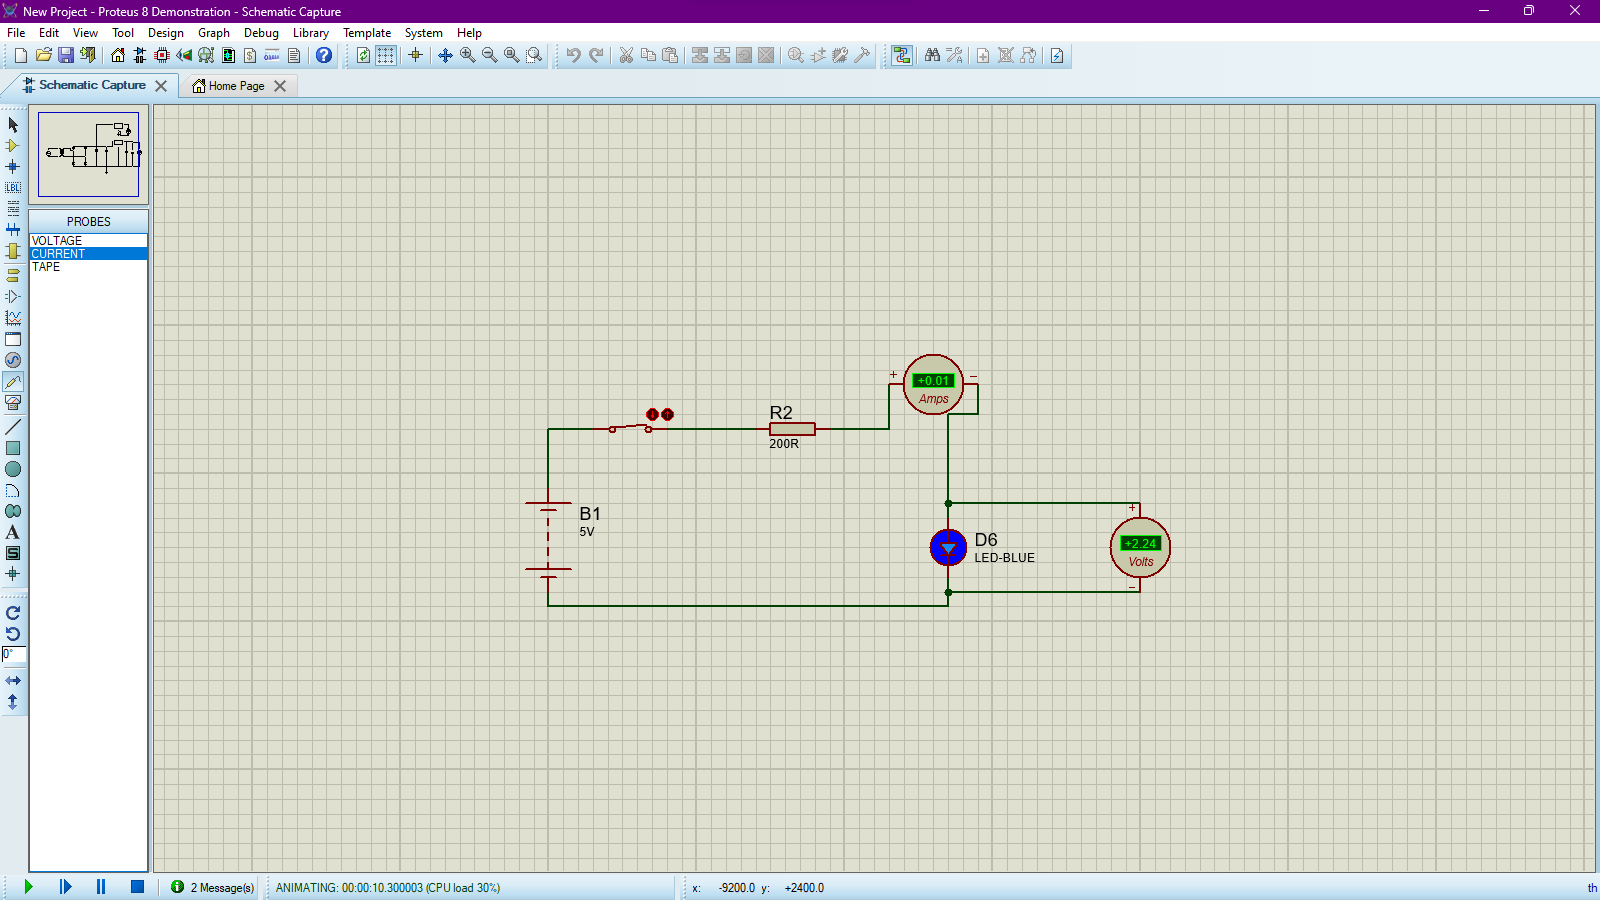 New Project - Proteus 8 Demonstration - Schematic Capture
File Edit View Tool Design Graph Debug Library Template System Help
Schematic Capture Home Page
LBL
PROBES
VOLTAGE
CURRENT
TAPE
A
S
0°
+ −
+0.01
Amps
R2
200R
B1
5V
+
D6
LED-BLUE
+2.24
Volts
−
2 Message(s) ANIMATING: 00:00:10.300003 (CPU load 30%) x: -9200.0 y: +2400.0 th